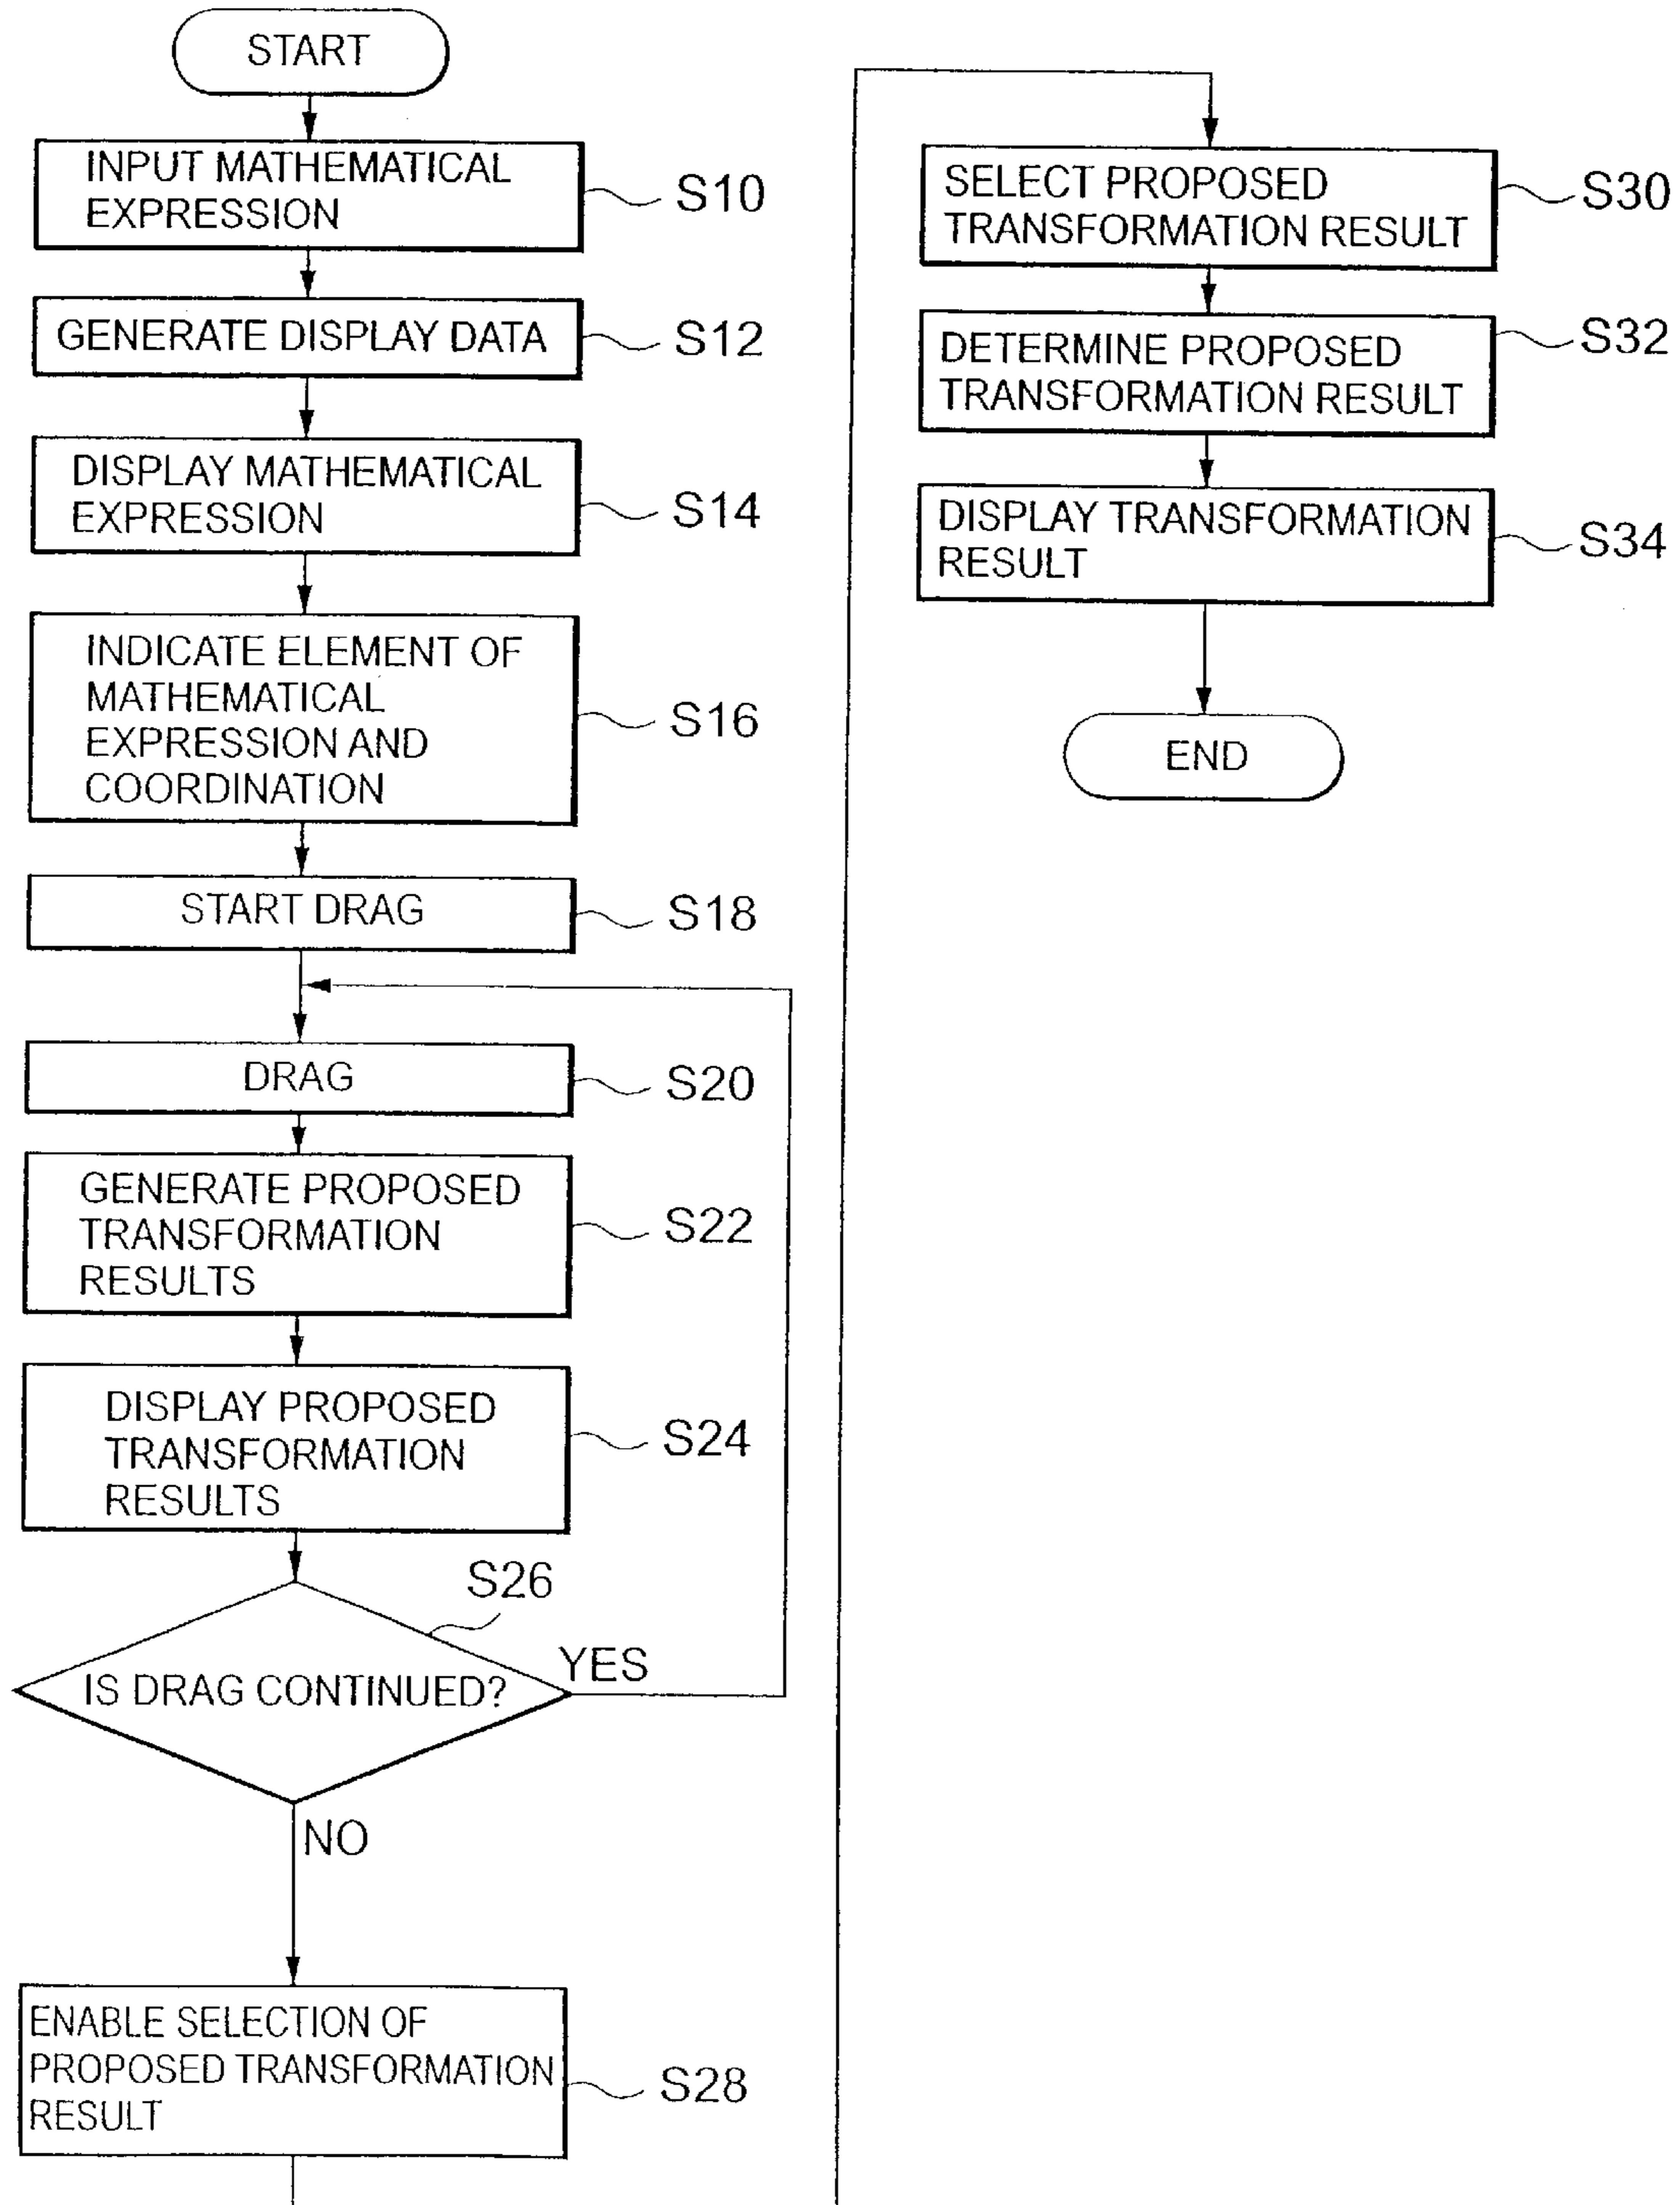 START
INPUT MATHEMATICAL
EXPRESSION
S10
GENERATE DISPLAY DATA
S12
DISPLAY MATHEMATICAL
EXPRESSION
S14
INDICATE ELEMENT OF
MATHEMATICAL
EXPRESSION AND
COORDINATION
S16
START DRAG
S18
DRAG
S20
GENERATE PROPOSED
TRANSFORMATION
RESULTS
S22
DISPLAY PROPOSED
TRANSFORMATION
RESULTS
S24
S26
IS DRAG CONTINUED?
YES
NO
ENABLE SELECTION OF
PROPOSED TRANSFORMATION
RESULT
S28
SELECT PROPOSED
TRANSFORMATION RESULT
S30
DETERMINE PROPOSED
TRANSFORMATION RESULT
S32
DISPLAY TRANSFORMATION
RESULT
S34
END